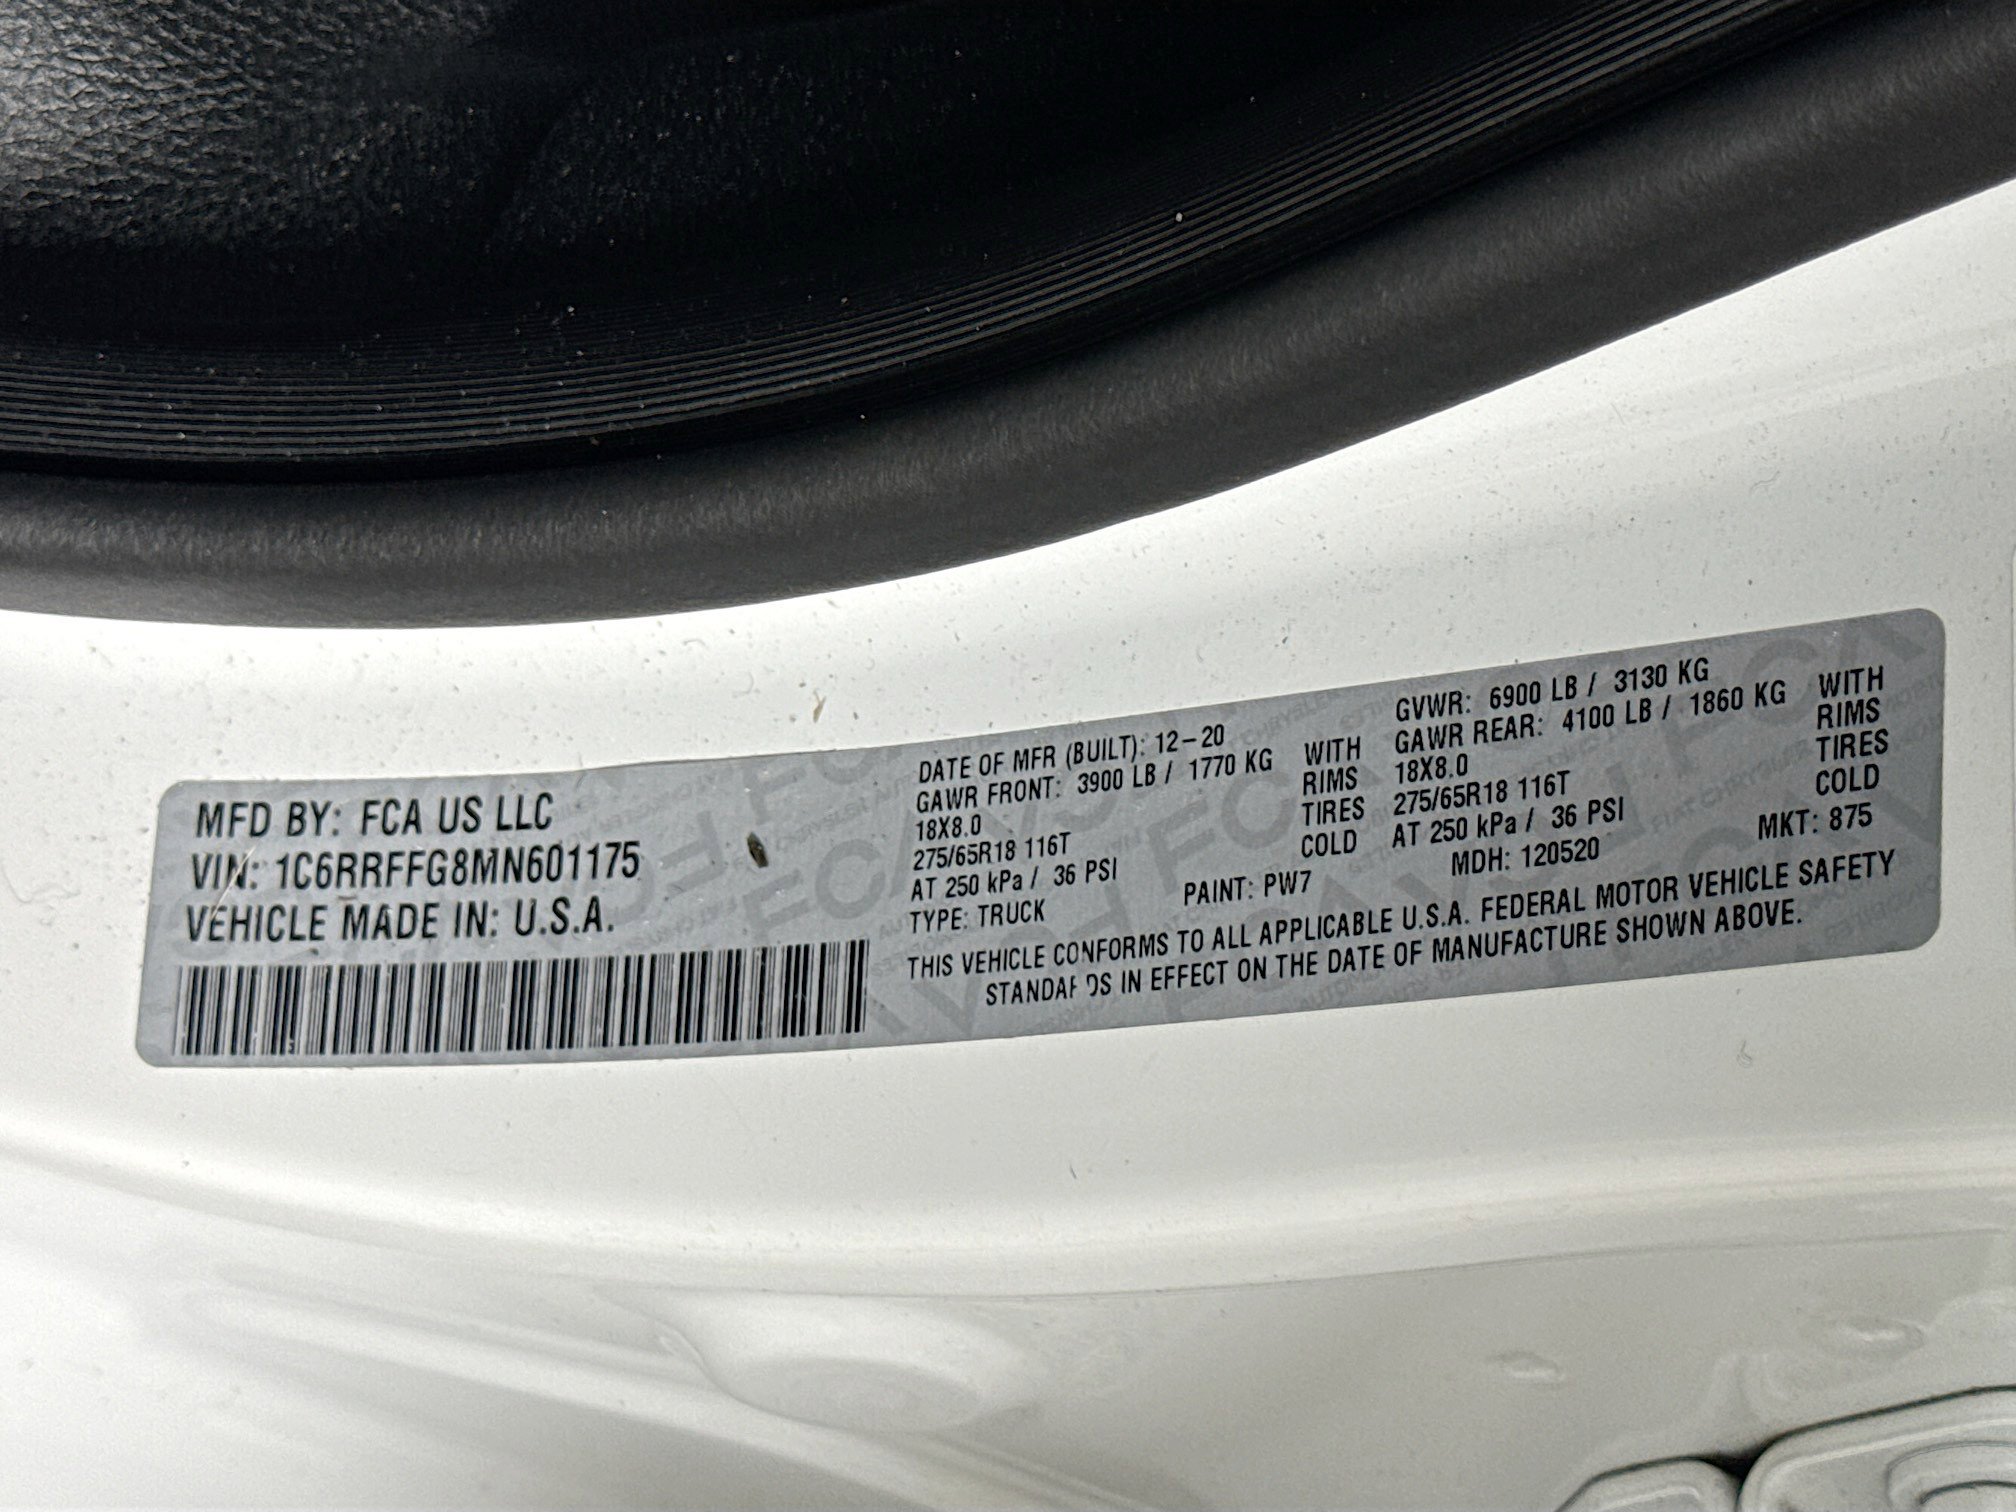 MFD BY: FCA US LLC
VIN: 1C6RRFFG8MN601175
VEHICLE MADE IN: U.S.A.
DATE OF MFR (BUILT): 12-20
GVWR: 6900 LB / 3130 KG
GAWR FRONT: 3900 LB / 1770 KG WITH
GAWR REAR: 4100 LB / 1860 KG WITH
18X8.0 RIMS
18X8.0 RIMS
275/65R18 116T TIRES
275/65R18 116T TIRES
AT 250 kPa / 36 PSI COLD
AT 250 kPa / 36 PSI COLD
TYPE: TRUCK PAINT: PW7 MDH: 120520 MKT: 875
THIS VEHICLE CONFORMS TO ALL APPLICABLE U.S.A. FEDERAL MOTOR VEHICLE SAFETY
STANDARDS IN EFFECT ON THE DATE OF MANUFACTURE SHOWN ABOVE.